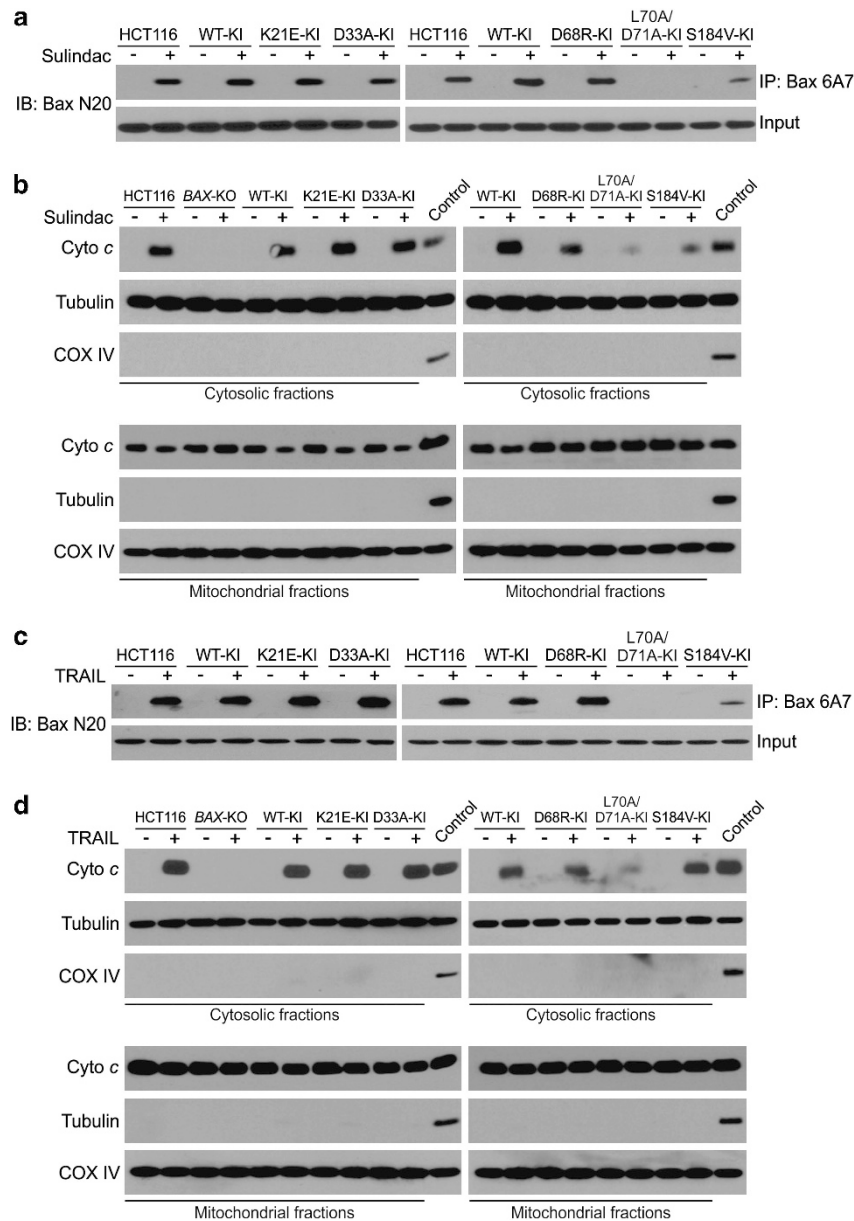 a
HCT116 WT-KI K21E-KI D33A-KI HCT116 WT-KI D68R-KI L70A/ D71A-KI S184V-KI
Sulindac - + - + - + - + - + - + - + - + - +
IB: Bax N20
IP: Bax 6A7
Input
b
HCT116 BAX-KO WT-KI K21E-KI D33A-KI Control WT-KI D68R-KI L70A/ D71A-KI S184V-KI Control
Sulindac - + - + - + - + - + - + - + - + - +
Cyto c
Tubulin
COX IV
Cytosolic fractions Cytosolic fractions
Cyto c
Tubulin
COX IV
Mitochondrial fractions Mitochondrial fractions
c
HCT116 WT-KI K21E-KI D33A-KI HCT116 WT-KI D68R-KI L70A/ D71A-KI S184V-KI
TRAIL - + - + - + - + - + - + - + - + - +
IB: Bax N20
IP: Bax 6A7
Input
d
HCT116 BAX-KO WT-KI K21E-KI D33A-KI Control WT-KI D68R-KI L70A/ D71A-KI S184V-KI Control
TRAIL - + - + - + - + - + - + - + - + - +
Cyto c
Tubulin
COX IV
Cytosolic fractions Cytosolic fractions
Cyto c
Tubulin
COX IV
Mitochondrial fractions Mitochondrial fractions